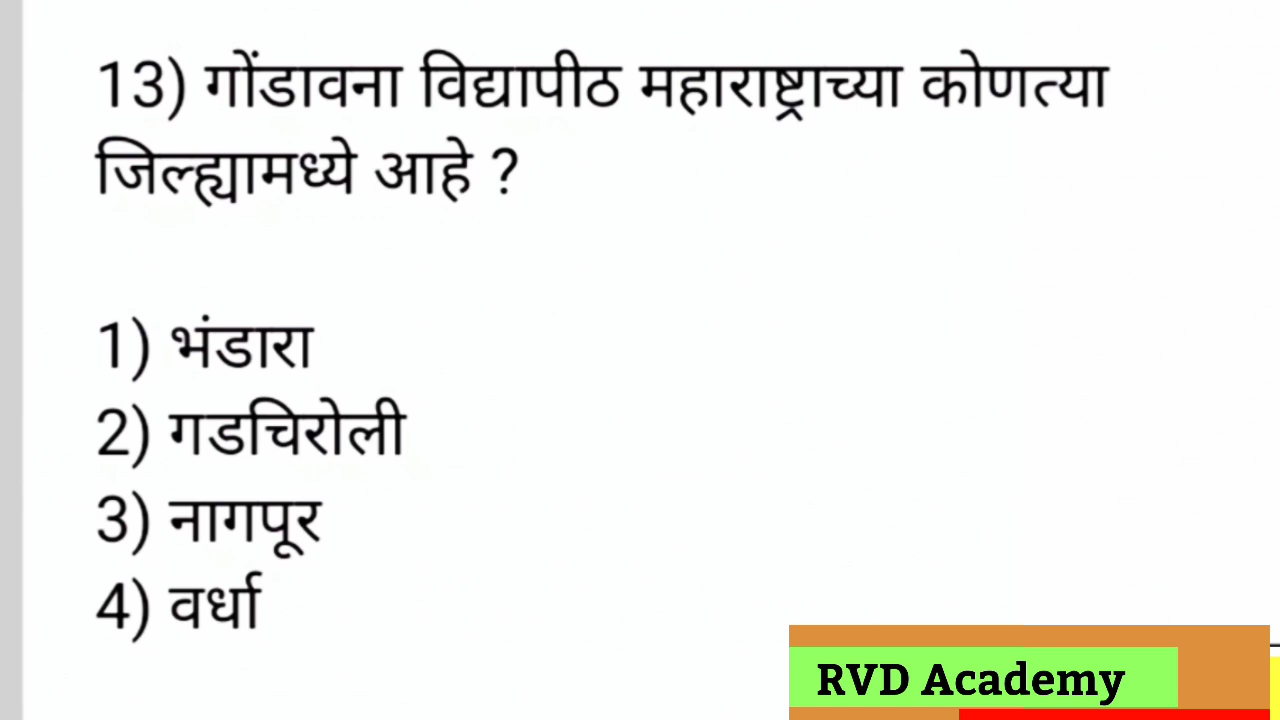 13) गोंडावना विद्यापीठ महाराष्ट्राच्या कोणत्या
जिल्ह्यामध्ये आहे ?
1) भंडारा
2) गडचिरोली
3) नागपूर
4) वर्धा
RVD Academy